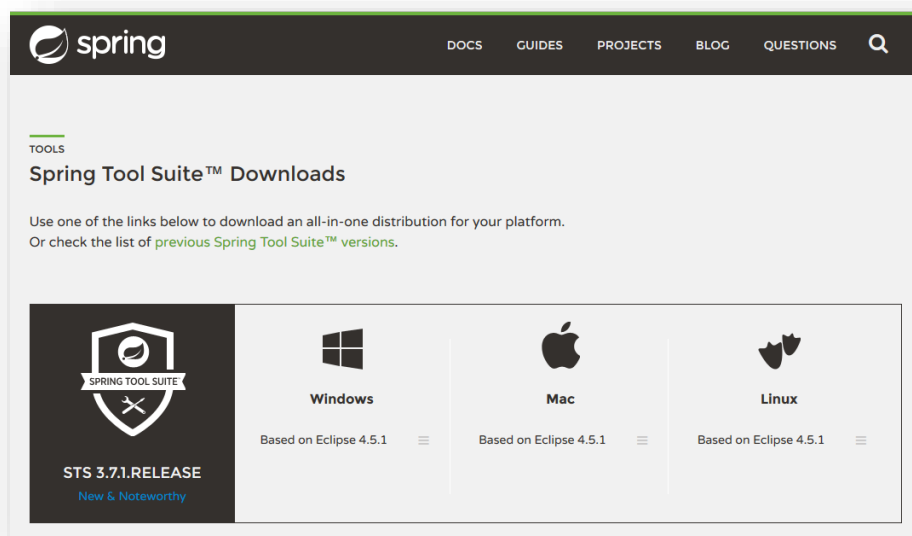 spring
DOCS GUIDES PROJECTS BLOG QUESTIONS
TOOLS
Spring Tool Suite™ Downloads
Use one of the links below to download an all-in-one distribution for your platform.
Or check the list of previous Spring Tool Suite™ versions.
SPRING TOOL SUITE™
STS 3.7.1.RELEASE
New & Noteworthy
Windows
Based on Eclipse 4.5.1
Mac
Based on Eclipse 4.5.1
Linux
Based on Eclipse 4.5.1